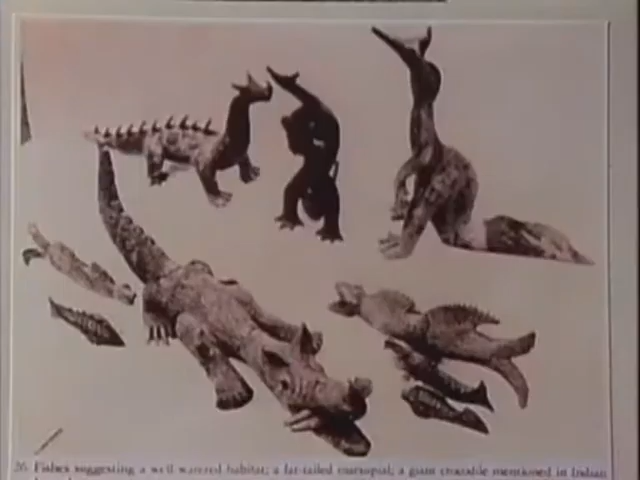 26. Fishes suggesting a well watered habitat; a fat-tailed marsupial; a giant crocodile mentioned in Indian